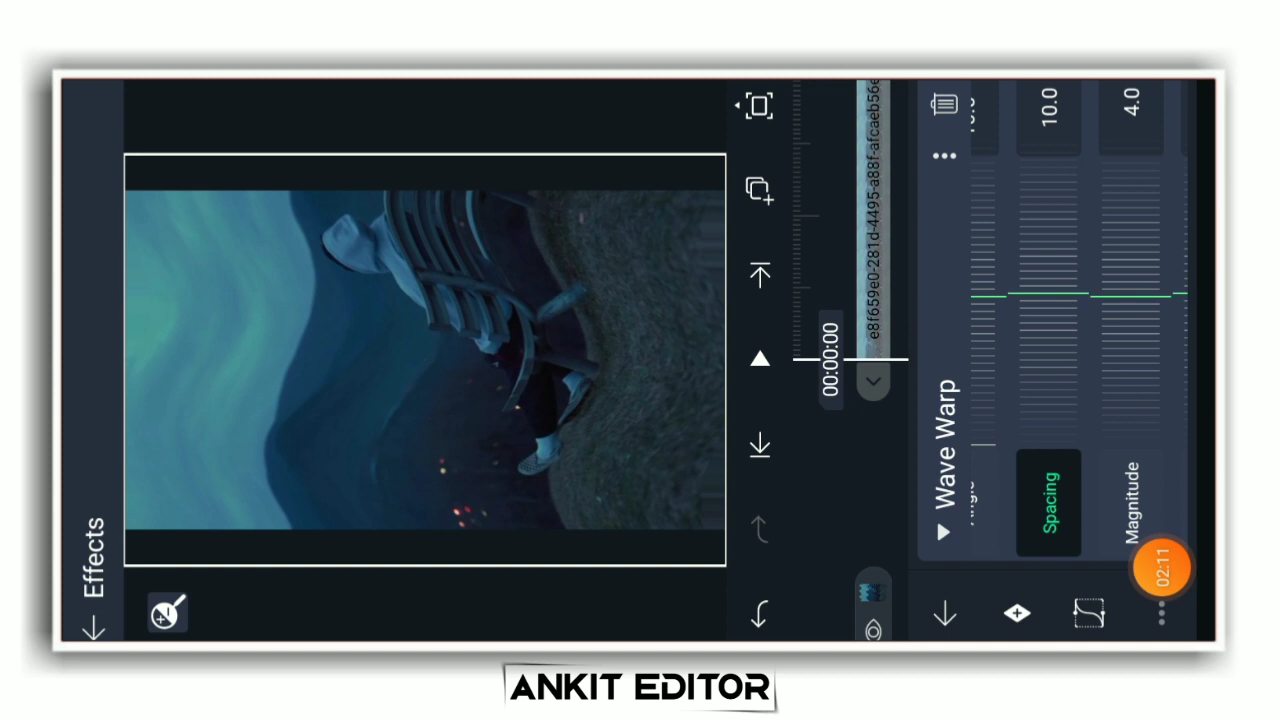 Effects
00:00:00
e8f659e0-281d-4495-a88f-afcaeb56
Wave Warp
Angle
Spacing
10.0
Magnitude
4.0
02:11
ANKIT EDITOR